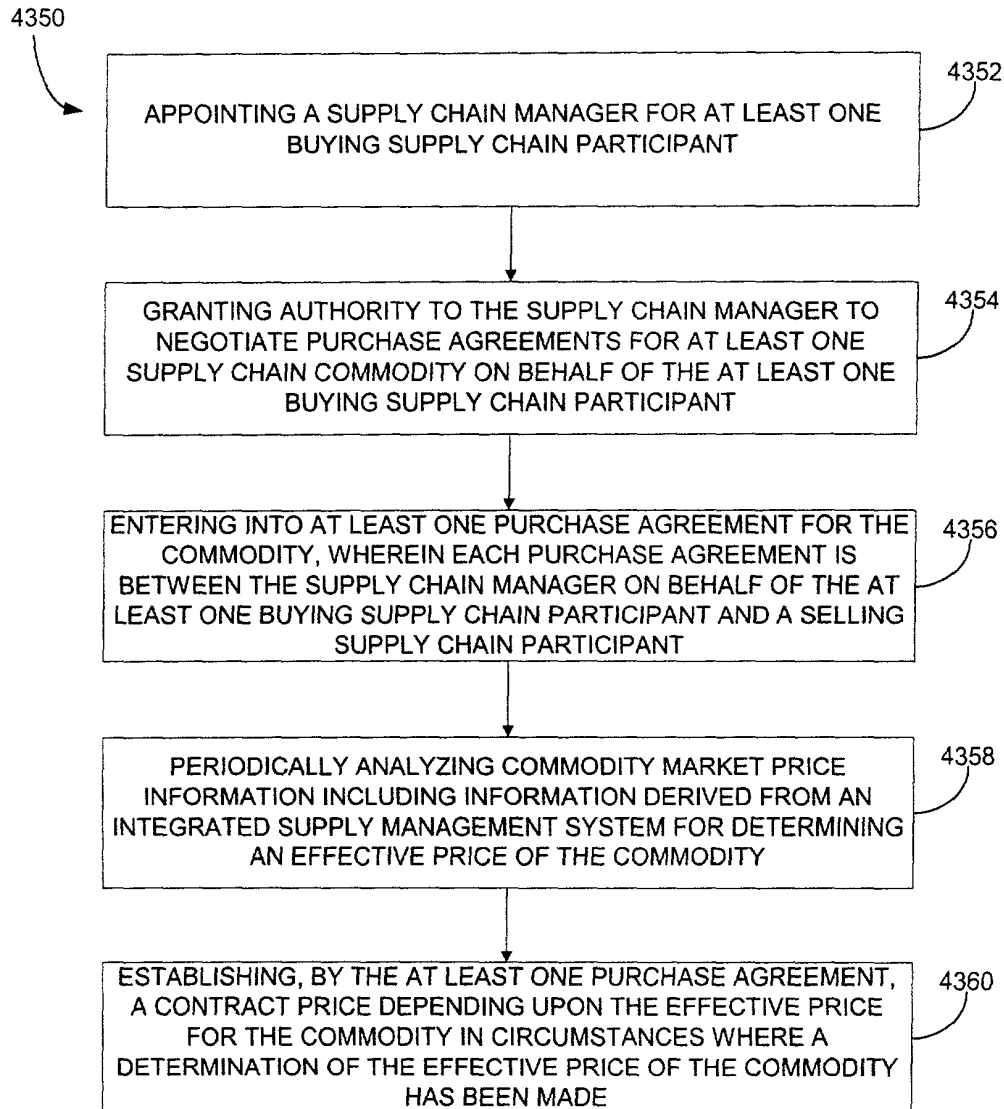 4350
APPOINTING A SUPPLY CHAIN MANAGER FOR AT LEAST ONE
BUYING SUPPLY CHAIN PARTICIPANT
4352
GRANTING AUTHORITY TO THE SUPPLY CHAIN MANAGER TO
NEGOTIATE PURCHASE AGREEMENTS FOR AT LEAST ONE
SUPPLY CHAIN COMMODITY ON BEHALF OF THE AT LEAST ONE
BUYING SUPPLY CHAIN PARTICIPANT
4354
ENTERING INTO AT LEAST ONE PURCHASE AGREEMENT FOR THE
COMMODITY, WHEREIN EACH PURCHASE AGREEMENT IS
BETWEEN THE SUPPLY CHAIN MANAGER ON BEHALF OF THE AT
LEAST ONE BUYING SUPPLY CHAIN PARTICIPANT AND A SELLING
SUPPLY CHAIN PARTICIPANT
4356
PERIODICALLY ANALYZING COMMODITY MARKET PRICE
INFORMATION INCLUDING INFORMATION DERIVED FROM AN
INTEGRATED SUPPLY MANAGEMENT SYSTEM FOR DETERMINING
AN EFFECTIVE PRICE OF THE COMMODITY
4358
ESTABLISHING, BY THE AT LEAST ONE PURCHASE AGREEMENT,
A CONTRACT PRICE DEPENDING UPON THE EFFECTIVE PRICE
FOR THE COMMODITY IN CIRCUMSTANCES WHERE A
DETERMINATION OF THE EFFECTIVE PRICE OF THE COMMODITY
HAS BEEN MADE
4360